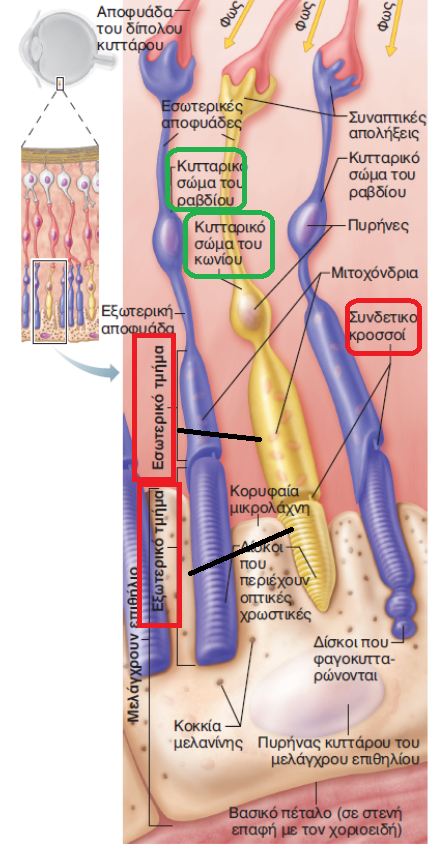 Αποφυάδα
του δίπολου
κυττάρου
Φως
Φως
Φως
Εσωτερικές
αποφυάδες
Συναπτικές
απολήξεις
Κυτταρικό
σώμα του
ραβδίου
Κυτταρικό
σώμα του
ραβδίου
Κυτταρικό
σώμα του
κωνίου
Πυρήνες
Μιτοχόνδρια
Εξωτερική
αποφυάδα
Συνδετικο
κροσσοί
Εσωτερικό τμήμα
Κορυφαία
μικρολάχνη
Εξωτερικό τμήμα
Δίσκοι
που
περιέχουν
οπτικές
χρωστικές
Μελάγχρουν επιθήλιο
Δίσκοι που
φαγοκυττα-
ρώνονται
Κοκκία
μελανίνης
Πυρήνας κυττάρου του
μελάγχρου επιθηλίου
Βασικό πέταλο (σε στενή
επαφή με τον χοριοειδή)